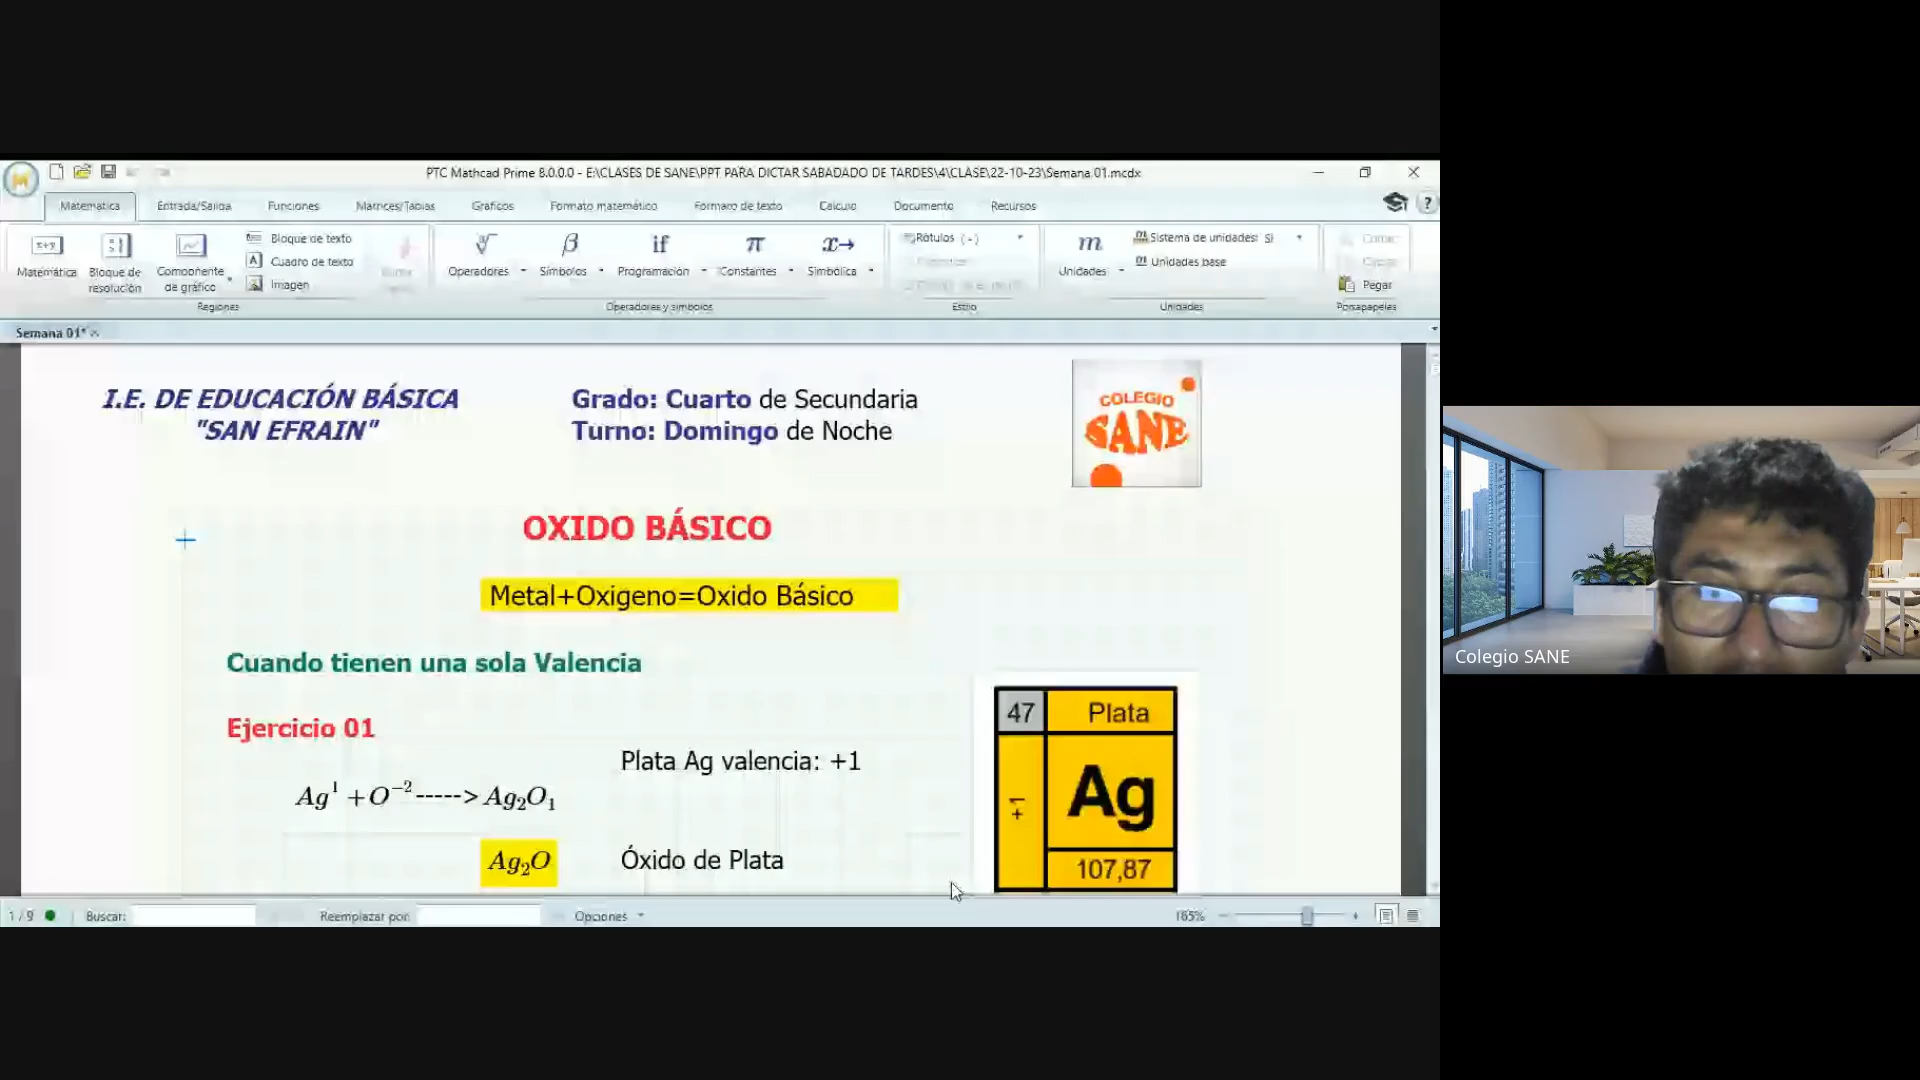 PTC Mathcad Prime 8.0.0.0 - E:\CLASES DE SANE\PPT PARA DICTAR SABADADO DE TARDES\4\CLASE\22-10-23\Semana 01.mcdx
Matemática Entrada/Salida Funciones Matrices/Tablas Gráficos Formato matemático Formato de texto Cálculo Documento Recursos
Matemática
Bloque de resolución
Componente de gráfico
Bloque de texto
Cuadro de texto
Imagen
Regiones
Operadores
Símbolos
if
Programación
π
Constantes
Simbólica
Operadores y símbolos
Rótulos (-)
Estilo
m
Unidades
Sistema de unidades: SI
Unidades base
Unidades
Pegar
Portapapeles
Semana 01*
I.E. DE EDUCACIÓN BÁSICA
"SAN EFRAIN"
Grado: Cuarto de Secundaria
Turno: Domingo de Noche
COLEGIO
SANE
OXIDO BÁSICO
Metal+Oxigeno=Oxido Básico
Cuando tienen una sola Valencia
Ejercicio 01
Plata Ag valencia: +1
Ag¹ +O⁻² -----> Ag₂O₁
Ag₂O
Óxido de Plata
47 Plata
+1
Ag
107,87
1 / 9 Buscar: Reemplazar por: Opciones 165%
Colegio SANE